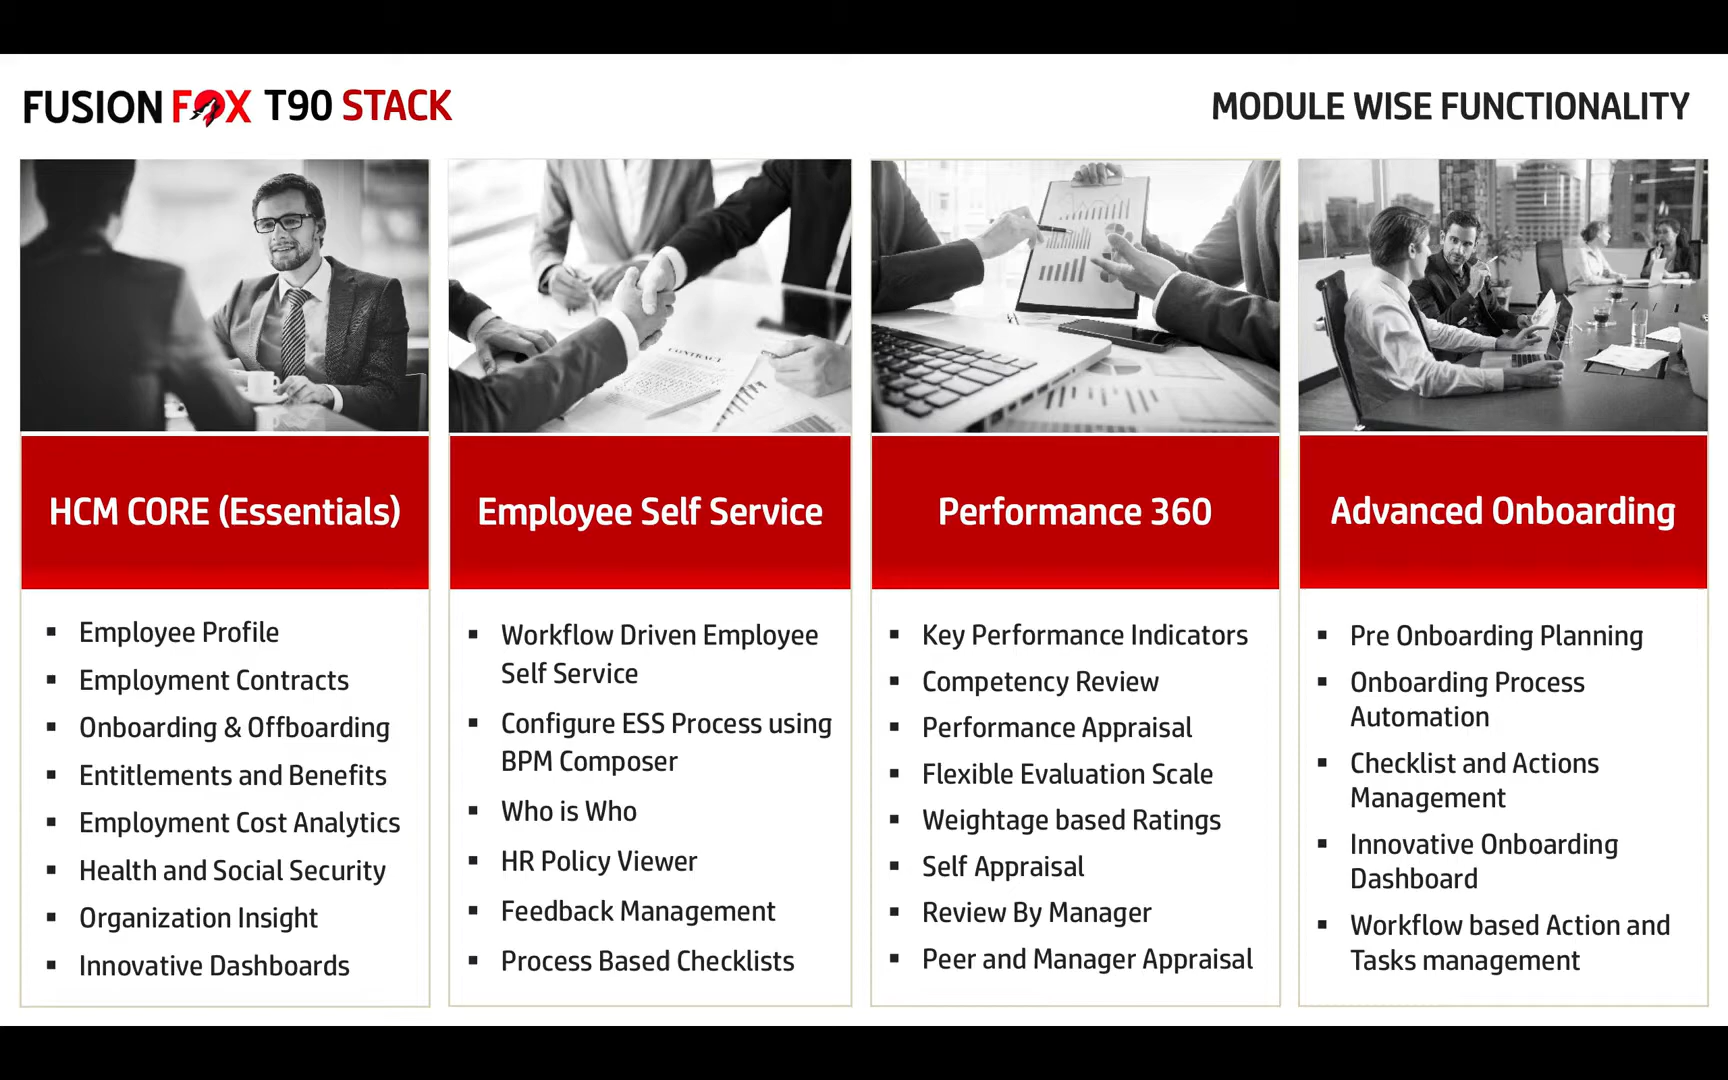 FUSION FOX T90 STACK
MODULE WISE FUNCTIONALITY
CONTRACT
HCM CORE (Essentials)
▪ Employee Profile
▪ Employment Contracts
▪ Onboarding & Offboarding
▪ Entitlements and Benefits
▪ Employment Cost Analytics
▪ Health and Social Security
▪ Organization Insight
▪ Innovative Dashboards
Employee Self Service
▪ Workflow Driven Employee
Self Service
▪ Configure ESS Process using
BPM Composer
▪ Who is Who
▪ HR Policy Viewer
▪ Feedback Management
▪ Process Based Checklists
Performance 360
▪ Key Performance Indicators
▪ Competency Review
▪ Performance Appraisal
▪ Flexible Evaluation Scale
▪ Weightage based Ratings
▪ Self Appraisal
▪ Review By Manager
▪ Peer and Manager Appraisal
Advanced Onboarding
▪ Pre Onboarding Planning
▪ Onboarding Process
Automation
▪ Checklist and Actions
Management
▪ Innovative Onboarding
Dashboard
▪ Workflow based Action and
Tasks management